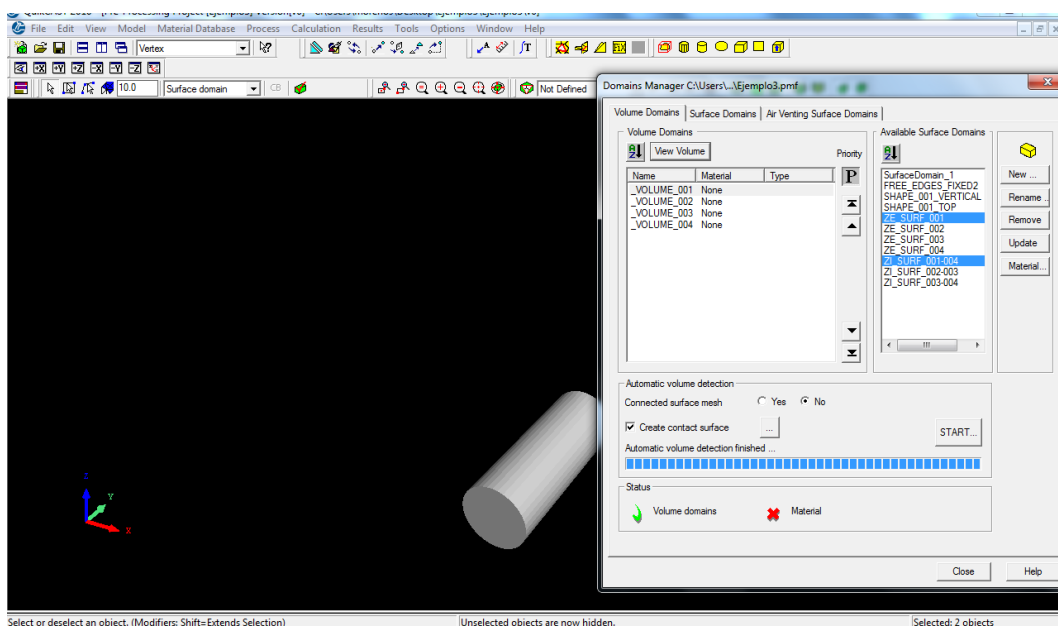 File Edit View Model Material Database Process Calculation Results Tools Options Window Help
Vertex
10.0 Surface domain CB Not Defined
Domains Manager C:\Users\...\Ejemplo3.pmf
Volume Domains Surface Domains Air Venting Surface Domains
Volume Domains
View Volume
Priority
P
Name Material Type
_VOLUME_001 None
_VOLUME_002 None
_VOLUME_003 None
_VOLUME_004 None
Available Surface Domains
SurfaceDomain_1
FREE_EDGES_FIXED2
SHAPE_001_VERTICAL
SHAPE_001_TOP
ZE_SURF_001
ZE_SURF_002
ZE_SURF_003
ZE_SURF_004
ZI_SURF_001-004
ZI_SURF_002-003
ZI_SURF_003-004
New ...
Rename ..
Remove
Update
Material...
Automatic volume detection
Connected surface mesh Yes No
Create contact surface ...
START...
Automatic volume detection finished ...
Status
Volume domains Material
Close Help
Z
Y
X
Select or deselect an object. (Modifiers: Shift=Extends Selection) Unselected objects are now hidden. Selected: 2 objects